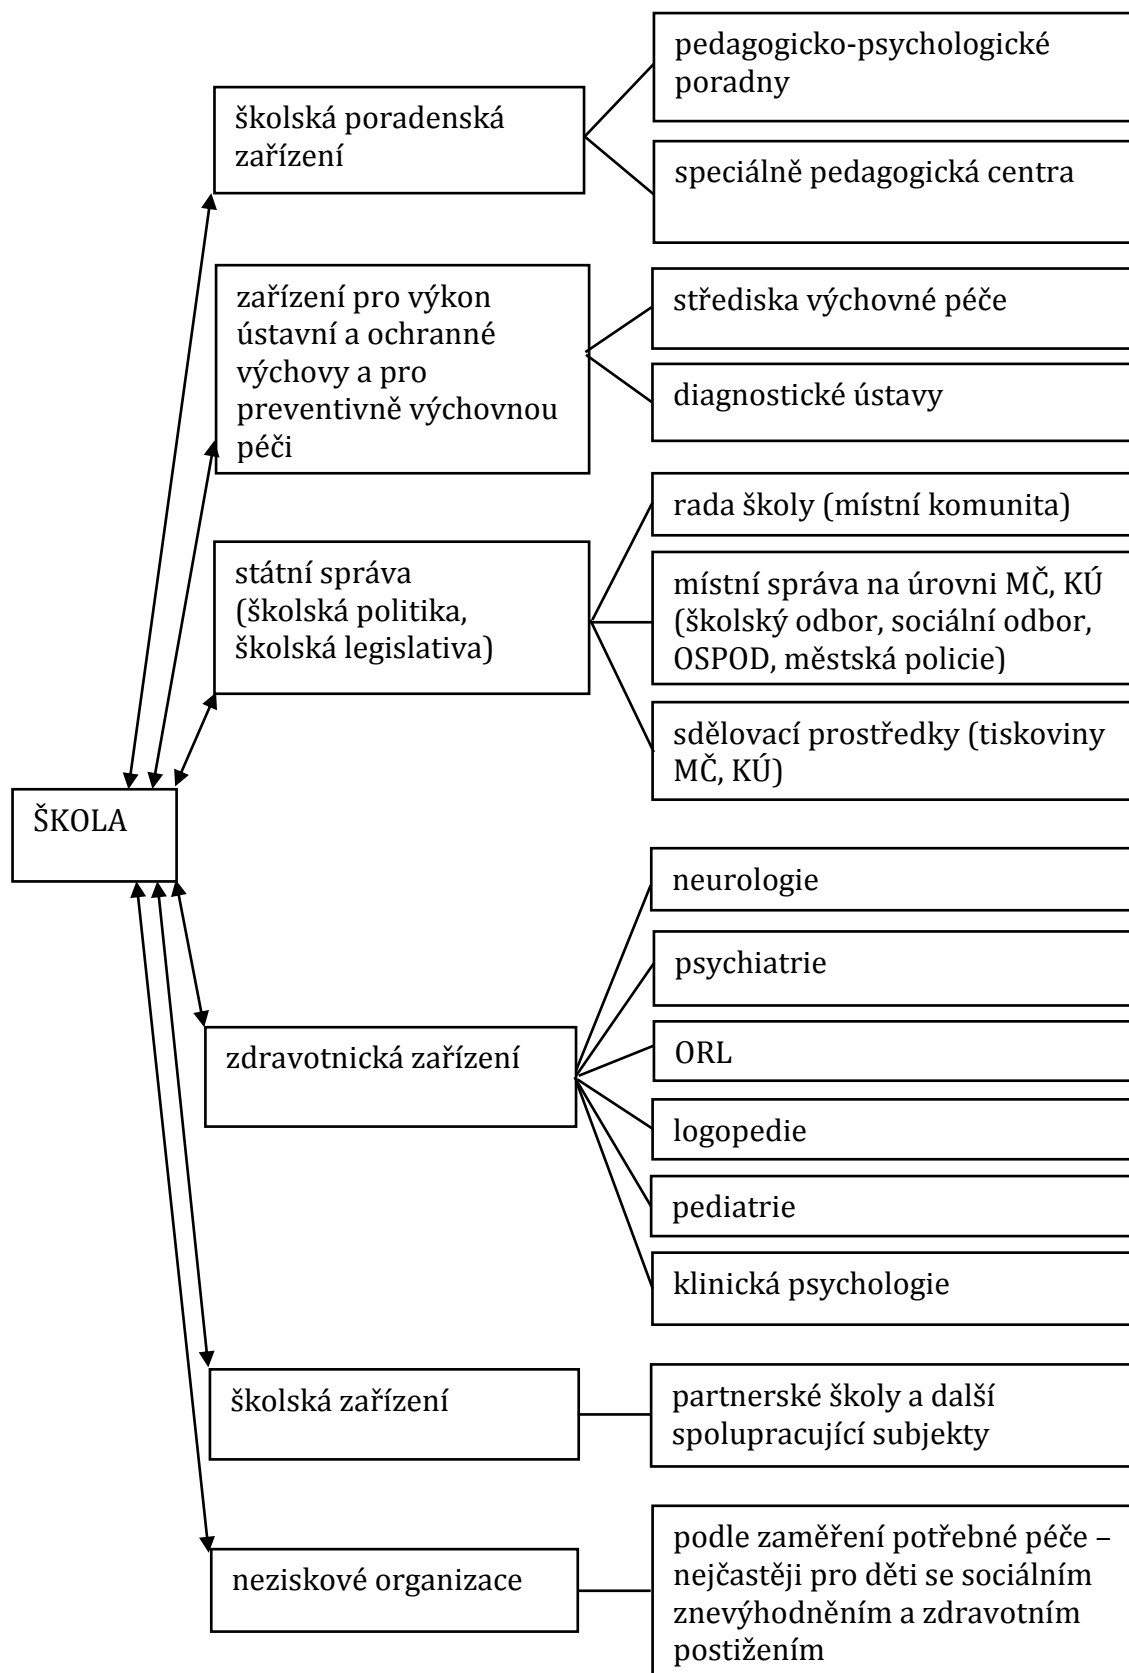 pedagogicko-psychologické
poradny
školská poradenská
zařízení
speciálně pedagogická centra
zařízení pro výkon
ústavní a ochranné
výchovy a pro
preventivně výchovnou
péči
střediska výchovné péče
diagnostické ústavy
státní správa
(školská politika,
školská legislativa)
rada školy (místní komunita)
místní správa na úrovni MČ, KÚ
(školský odbor, sociální odbor,
OSPOD, městská policie)
sdělovací prostředky (tiskoviny
MČ, KÚ)
ŠKOLA
zdravotnická zařízení
neurologie
psychiatrie
ORL
logopedie
pediatrie
klinická psychologie
školská zařízení
partnerské školy a další
spolupracující subjekty
neziskové organizace
podle zaměření potřebné péče –
nejčastěji pro děti se sociálním
znevýhodněním a zdravotním
postižením